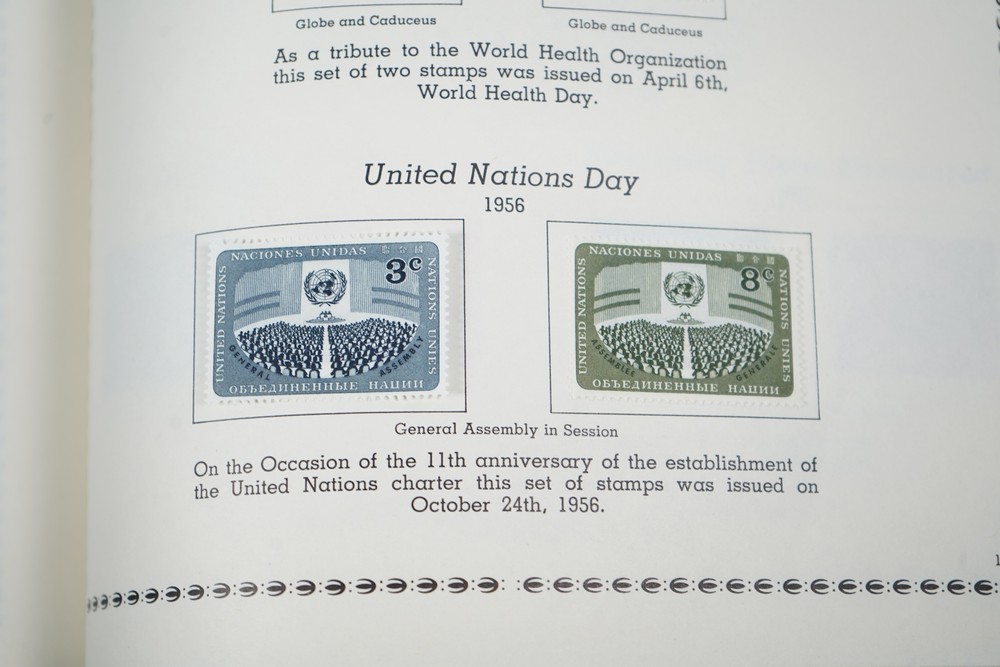 Globe and Caduceus
Globe and Caduceus
As a tribute to the World Health Organization
this set of two stamps was issued on April 6th,
World Health Day.
United Nations Day
1956
NACIONES UNIDAS
3c
UNITED NATIONS
NATIONS UNIES
GENERAL ASSEMBLY
ОБЪЕДИНЕННЫЕ НАЦИИ
NACIONES UNIDAS
8c
UNITED NATIONS
NATIONS UNIES
ASSEMBLEE GENERALE
ОБЪЕДИНЕННЫЕ НАЦИИ
General Assembly in Session
On the Occasion of the 11th anniversary of the establishment of
the United Nations charter this set of stamps was issued on
October 24th, 1956.